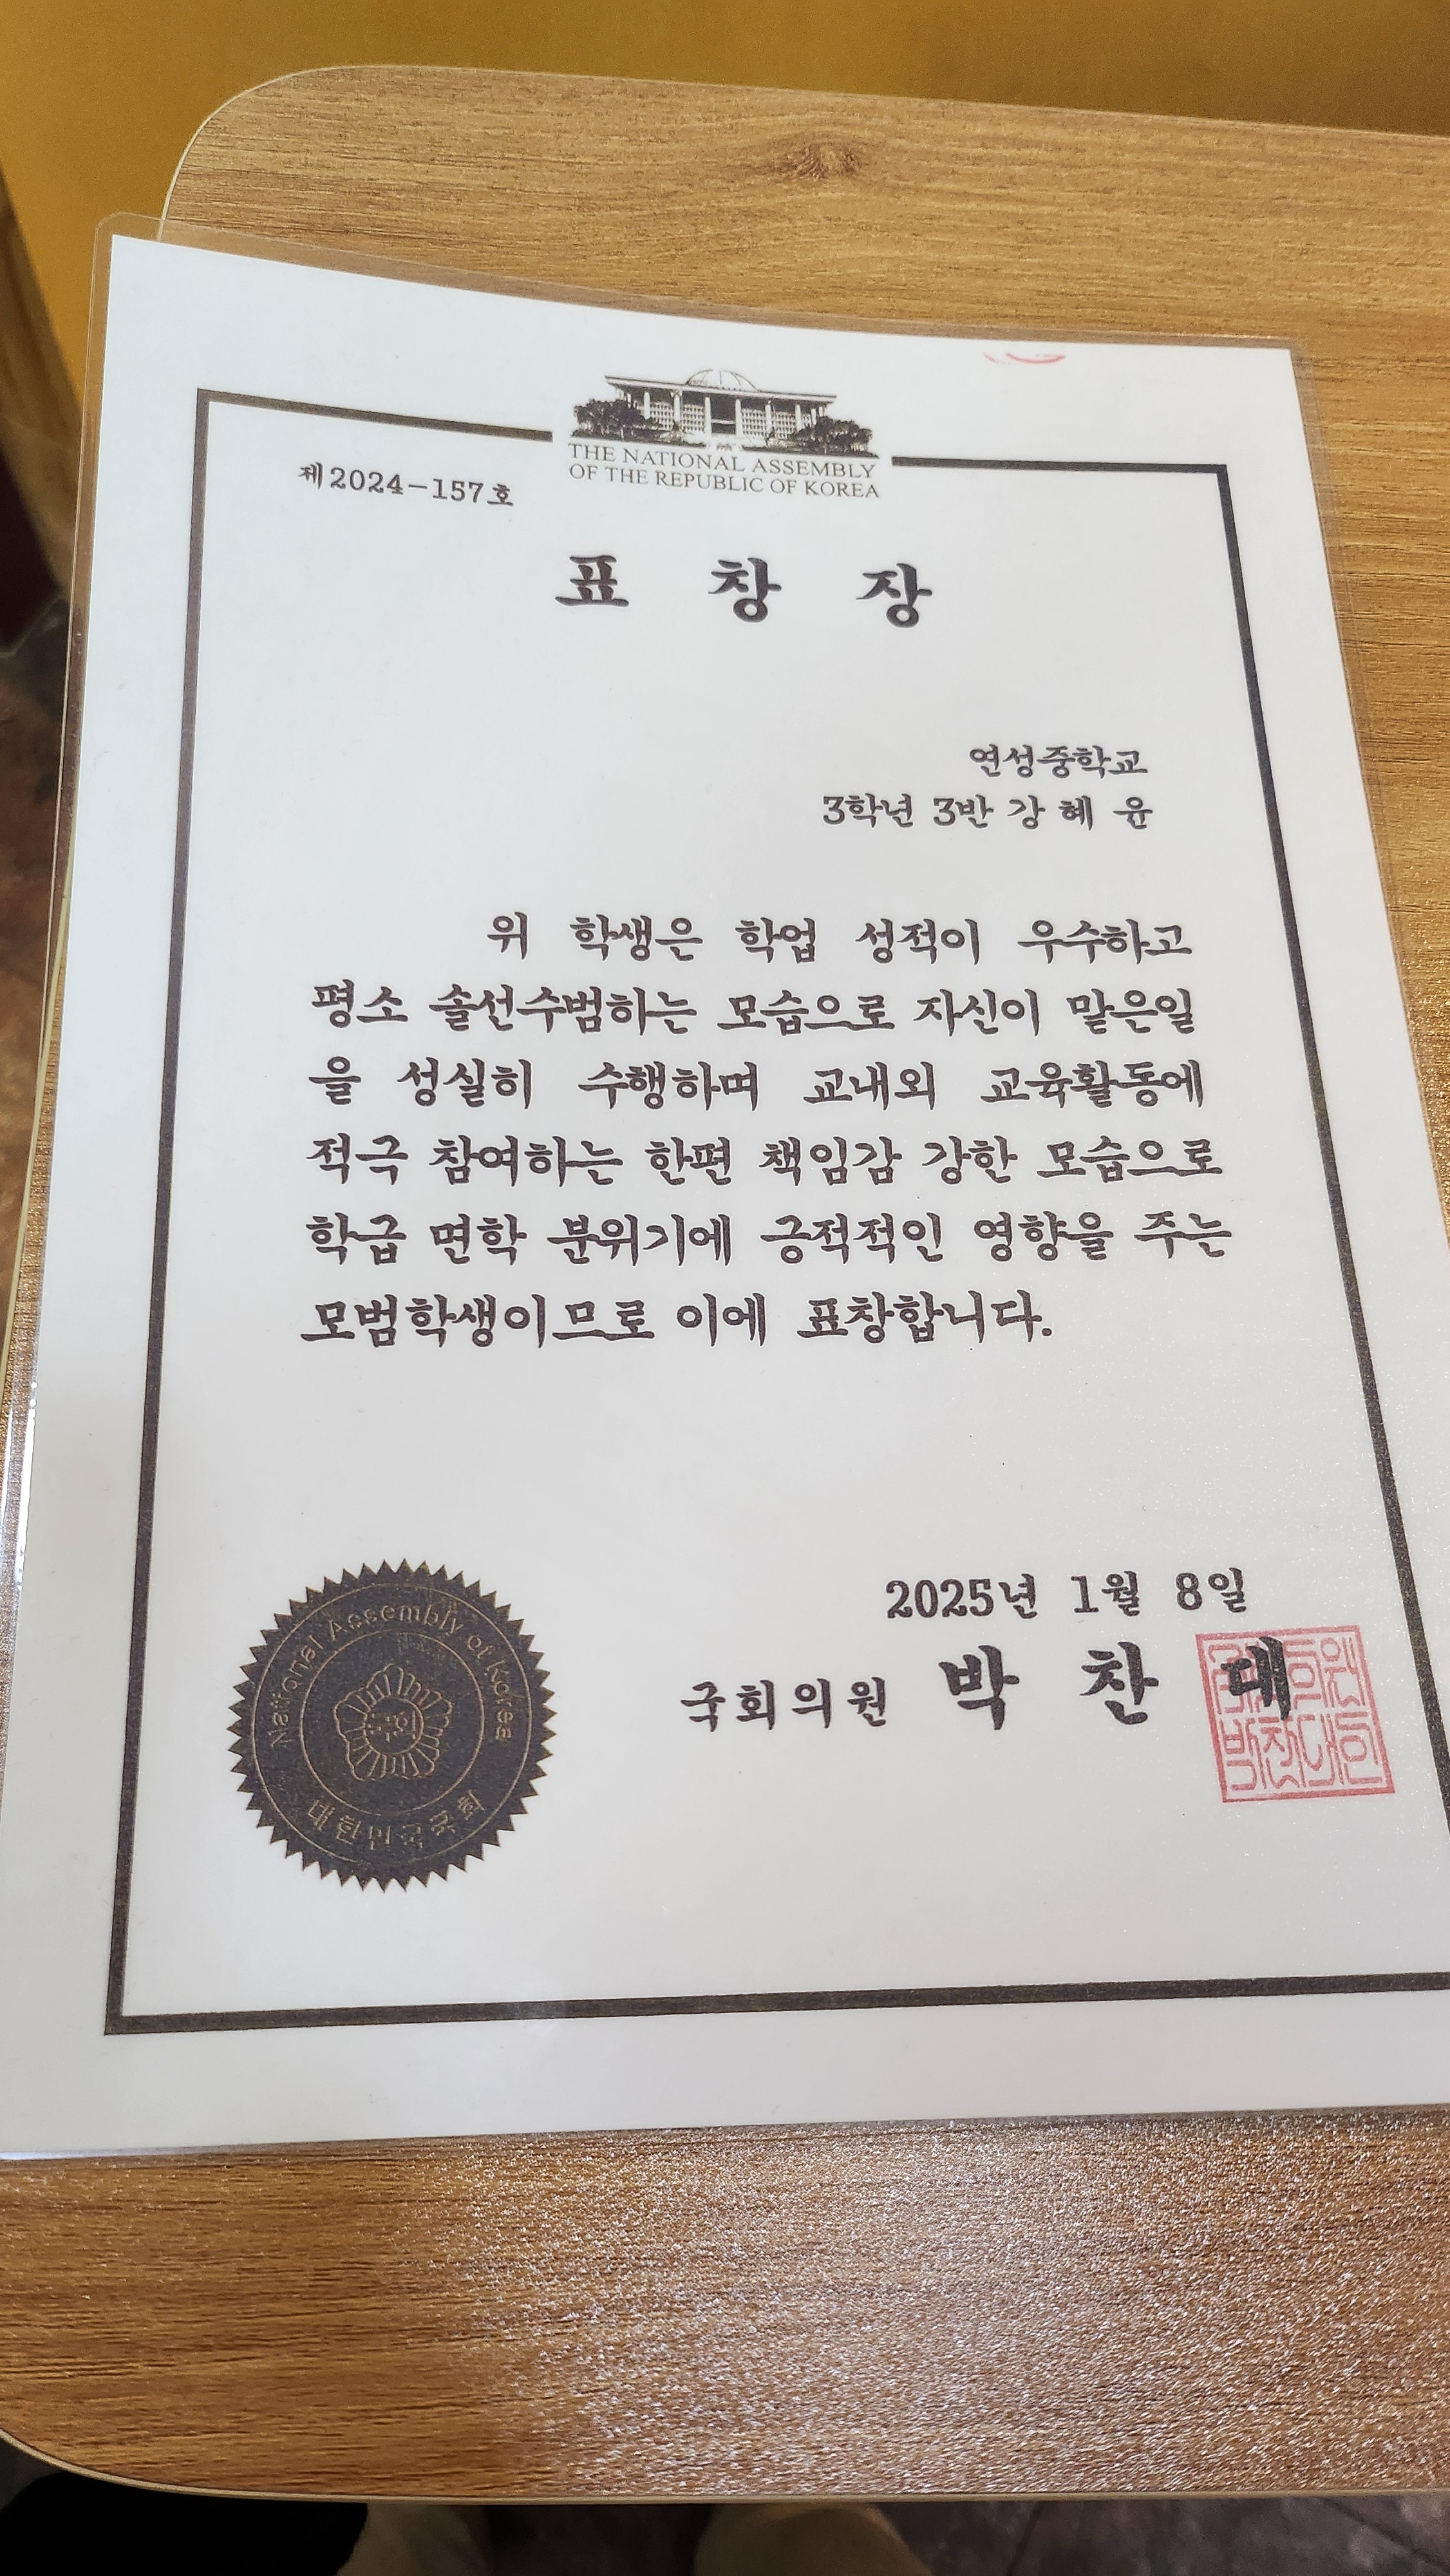 THE NATIONAL ASSEMBLY
OF THE REPUBLIC OF KOREA
제2024-157호
표 창 장
연성중학교
3학년 3반 강 혜 윤
위 학생은 학업 성적이 우수하고
평소 솔선수범하는 모습으로 자신이 맡은일
을 성실히 수행하며 교내외 교육활동에
적극 참여하는 한편 책임감 강한 모습으로
학급 면학 분위기에 긍적적인 영향을 주는
모범학생이므로 이에 표창합니다.
2025년 1월 8일
국회의원 박 찬 대
National Assembly of Korea
국회
대한민국국회